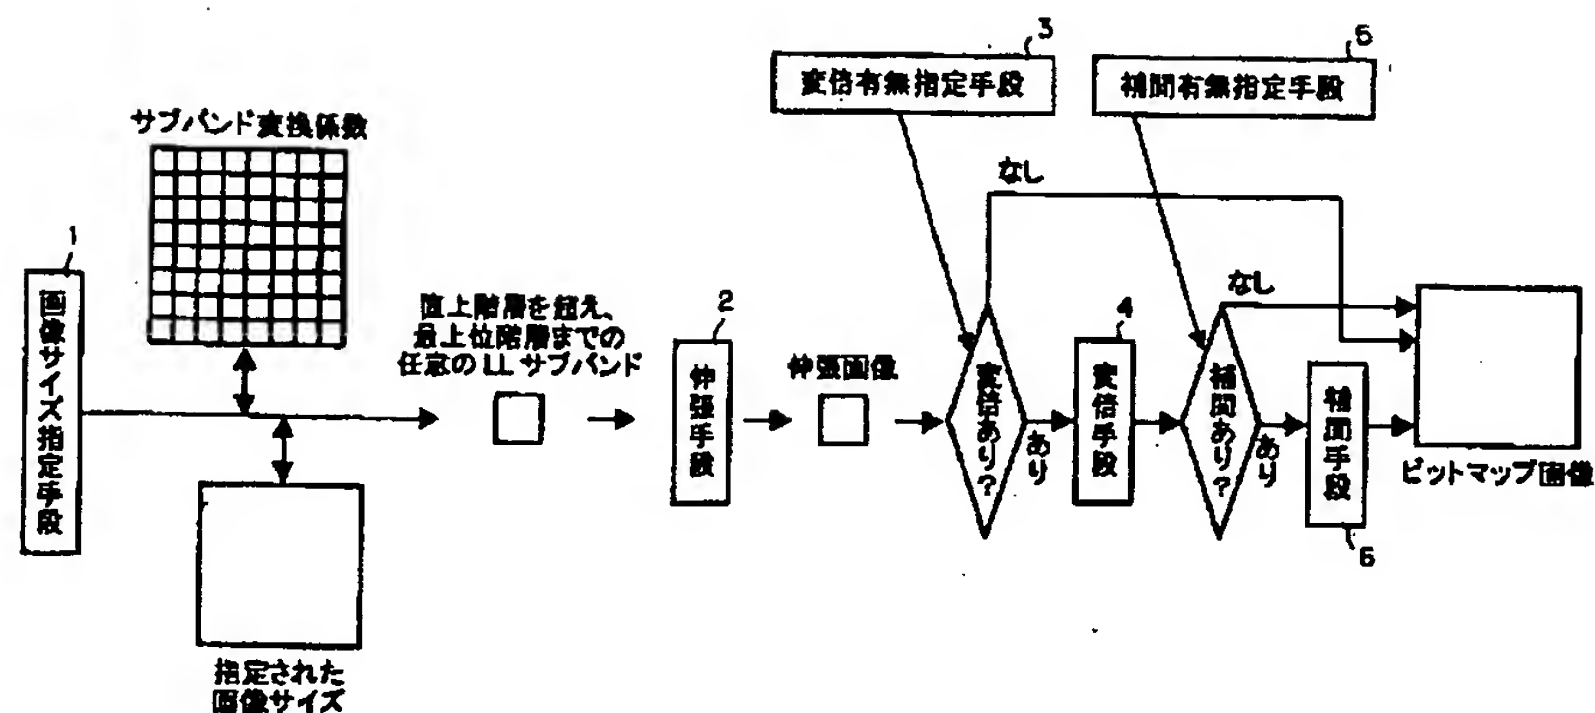 3
変倍有無指定手段
5
補間有無指定手段
サブバンド変換係数
なし
1
画像サイズ指定手段
直上階層を超え、
最上位階層までの
任意のLLサブバンド
2
伸張手段
伸張画像
変倍あり?
あり
4
変倍手段
なし
補間あり?
あり
補間手段
6
ビットマップ画像
指定された
画像サイズ